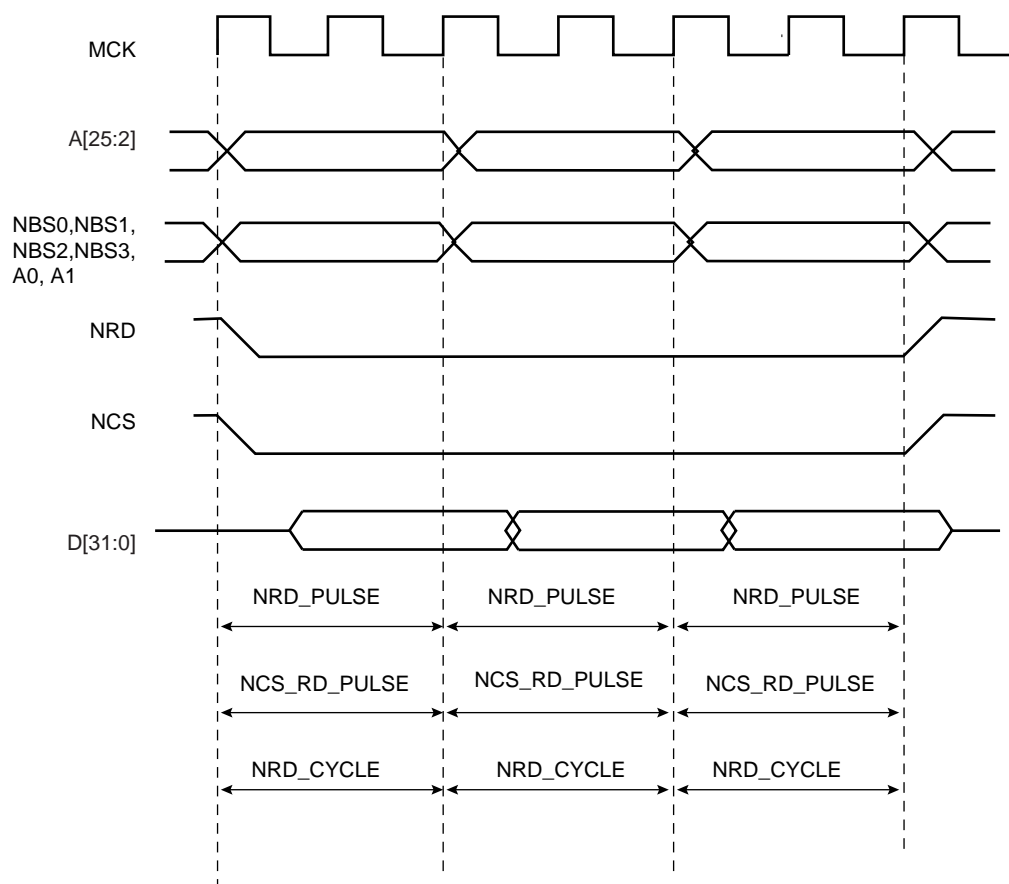 MCK
A[25:2]
NBS0,NBS1,
NBS2,NBS3,
A0, A1
NRD
NCS
D[31:0]
NRD_PULSE NRD_PULSE NRD_PULSE
NCS_RD_PULSE NCS_RD_PULSE NCS_RD_PULSE
NRD_CYCLE NRD_CYCLE NRD_CYCLE